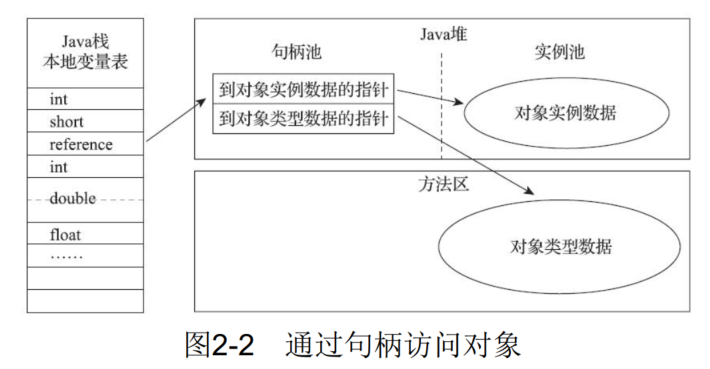 Java栈
本地变量表
int
short
reference
int
double
float
……
Java堆
句柄池
实例池
到对象实例数据的指针
到对象类型数据的指针
对象实例数据
方法区
对象类型数据
图2-2 通过句柄访问对象